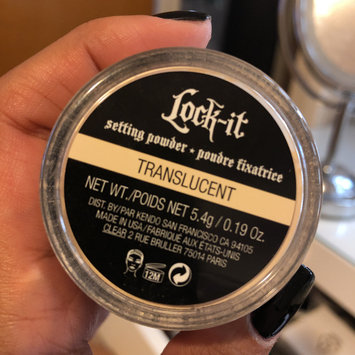 Lock-it
setting powder • poudre fixatrice
TRANSLUCENT
NET WT./POIDS NET 5.4g / 0.19 oz.
DIST. BY/PAR KENDO SAN FRANCISCO CA 94105
MADE IN USA/FABRIQUE AUX ÉTATS-UNIS
CLEAR 2 RUE BRULLER 75014 PARIS
12M